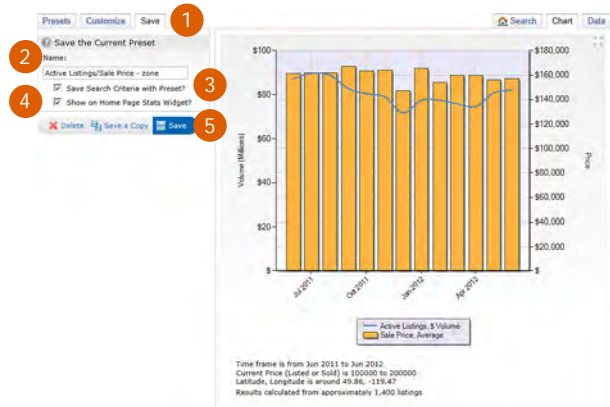 Presets Customize Save 1 Search Chart Data
Save the Current Preset
2 Name:
Active Listings/Sale Price - zone
3 Save Search Criteria with Preset?
4 Show on Home Page Stats Widget?
Delete Save a Copy Save 5
$100
$80
$60
$40
$20
$
Volume (Millions)
$180,000
$160,000
$140,000
$120,000
$100,000
$80,000
$60,000
$40,000
$20,000
$
Price
Jul 2011 Oct 2011 Jan 2012 Apr 2012
Active Listings, $ Volume
Sale Price, Average
Time frame is from Jun 2011 to Jun 2012
Current Price (Listed or Sold) is 100000 to 200000
Latitude, Longitude is around 49.86, -119.47
Results calculated from approximately 1,400 listings